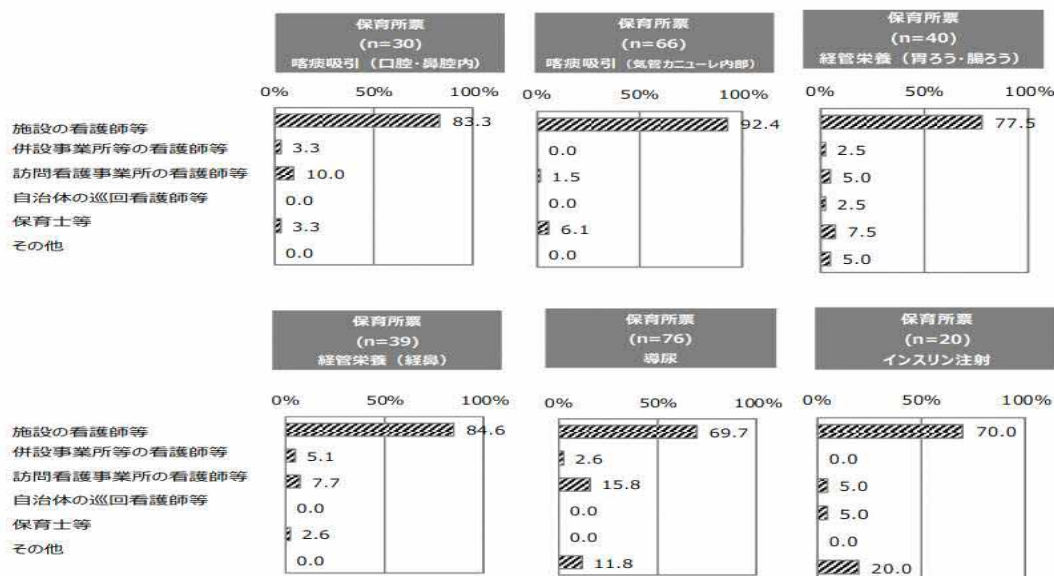 保育所票
(n=30)
喀痰吸引（口腔・鼻腔内）
保育所票
(n=66)
喀痰吸引（気管カニューレ内部）
保育所票
(n=40)
経管栄養（胃ろう・腸ろう）
0% 50% 100% 0% 50% 100% 0% 50% 100%
施設の看護師等 83.3 92.4 77.5
併設事業所等の看護師等 3.3 0.0 2.5
訪問看護事業所の看護師等 10.0 1.5 5.0
自治体の巡回看護師等 0.0 0.0 2.5
保育士等 3.3 6.1 7.5
その他 0.0 0.0 5.0
保育所票
(n=39)
経管栄養（経鼻）
保育所票
(n=76)
導尿
保育所票
(n=20)
インスリン注射
0% 50% 100% 0% 50% 100% 0% 50% 100%
施設の看護師等 84.6 69.7 70.0
併設事業所等の看護師等 5.1 2.6 0.0
訪問看護事業所の看護師等 7.7 15.8 5.0
自治体の巡回看護師等 0.0 0.0 5.0
保育士等 2.6 0.0 0.0
その他 0.0 11.8 20.0